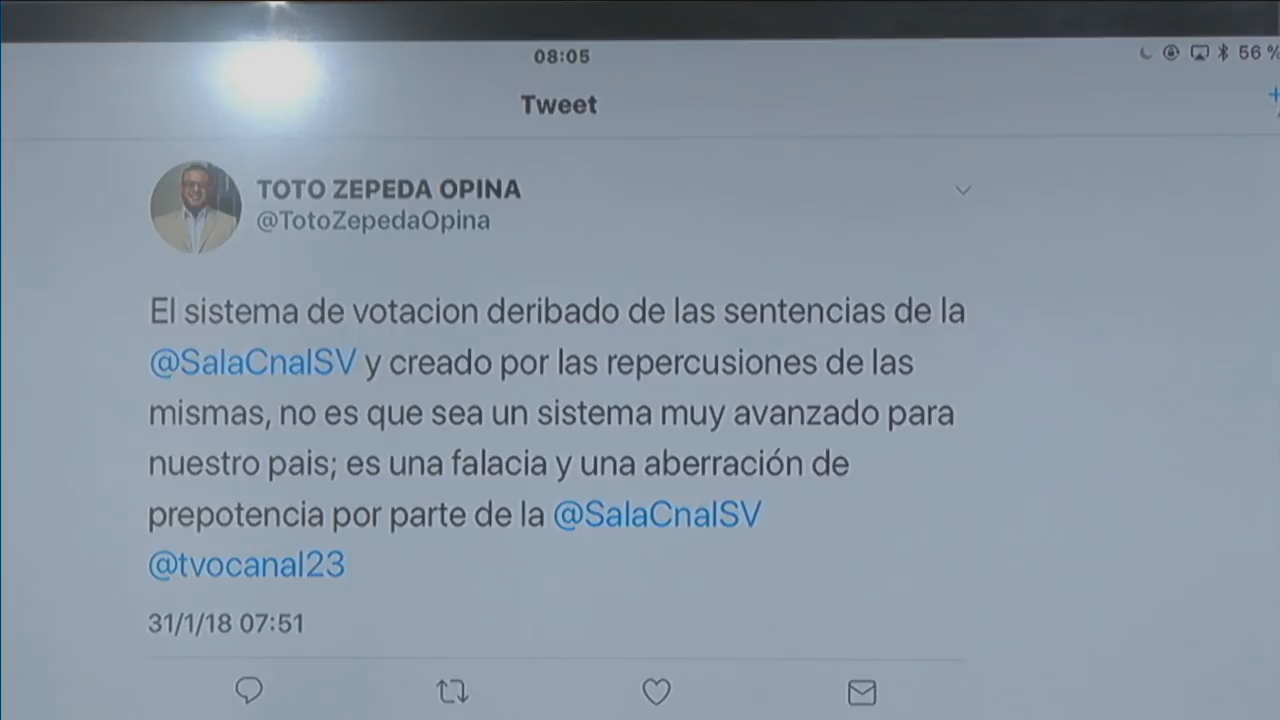 08:05
56 %
Tweet
TOTO ZEPEDA OPINA
@TotoZepedaOpina
El sistema de votacion deribado de las sentencias de la
@SalaCnalSV y creado por las repercusiones de las
mismas, no es que sea un sistema muy avanzado para
nuestro pais; es una falacia y una aberración de
prepotencia por parte de la @SalaCnalSV
@tvocanal23
31/1/18 07:51